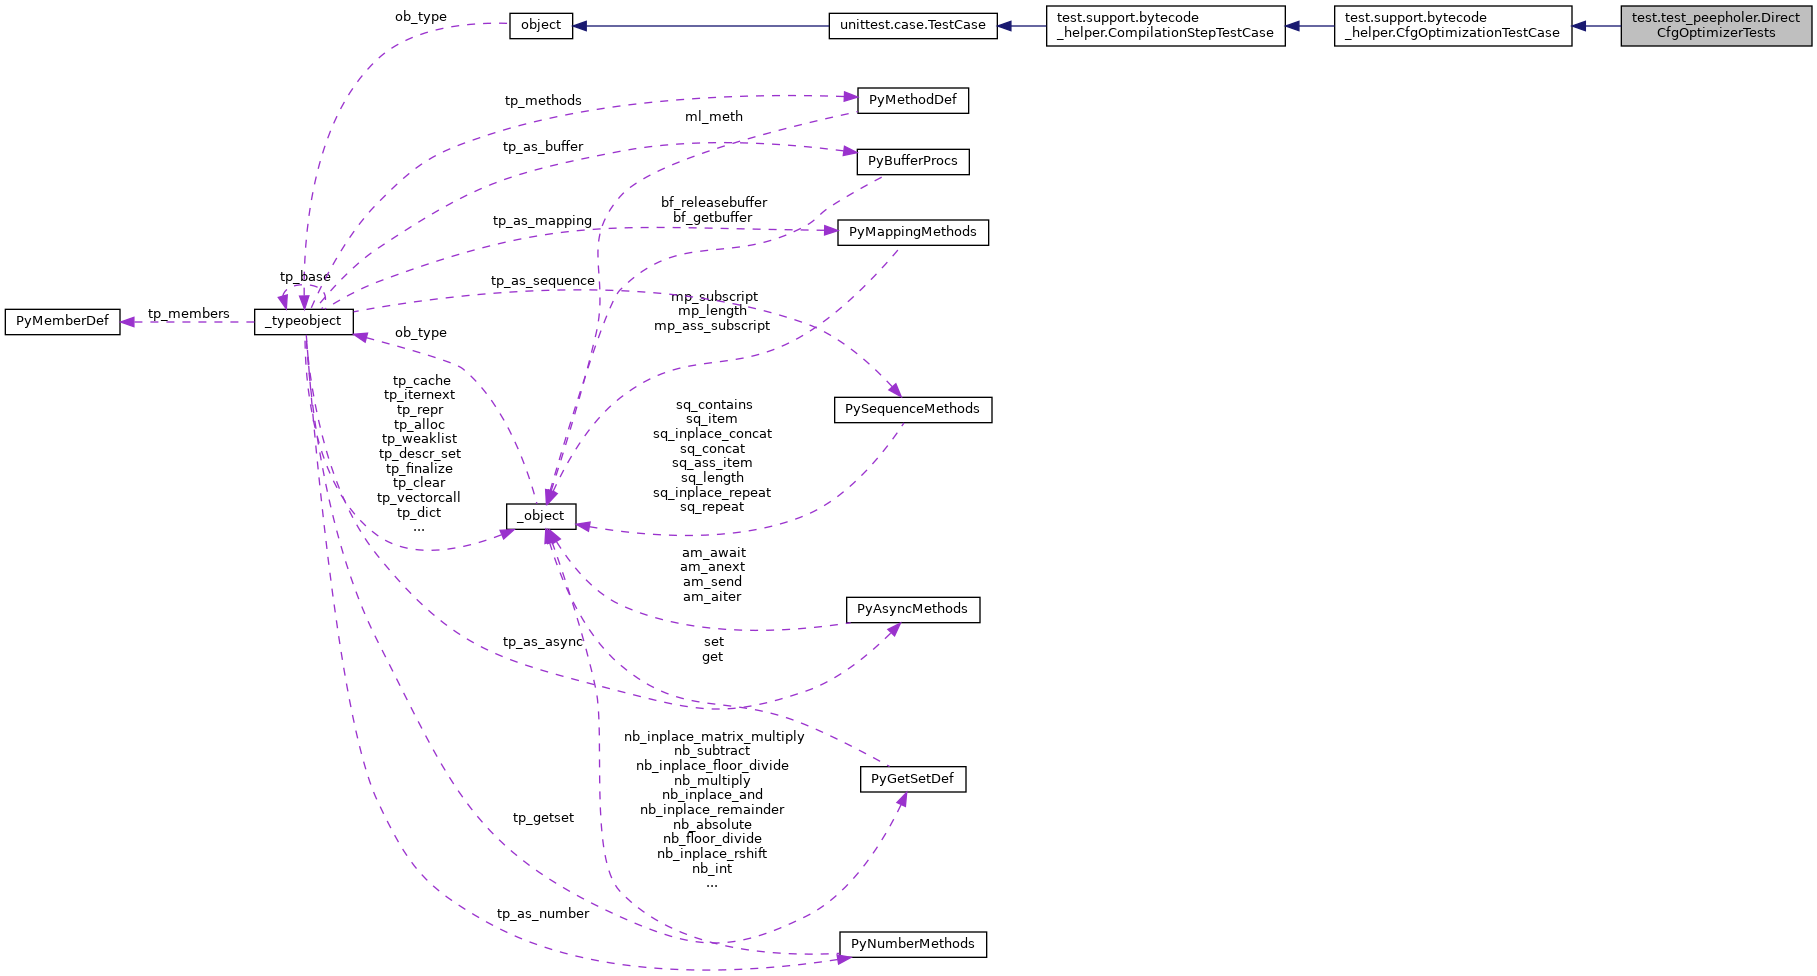 ob_type
object
unittest.case.TestCase
test.support.bytecode
_helper.CompilationStepTestCase
test.support.bytecode
_helper.CfgOptimizationTestCase
test.test_peepholer.Direct
CfgOptimizerTests
tp_methods
PyMethodDef
ml_meth
tp_as_buffer
PyBufferProcs
bf_releasebuffer
bf_getbuffer
tp_as_mapping
PyMappingMethods
tp_base
tp_as_sequence
mp_subscript
mp_length
mp_ass_subscript
PyMemberDef
tp_members
_typeobject
ob_type
tp_cache
tp_iternext
tp_repr
tp_alloc
tp_weaklist
tp_descr_set
tp_finalize
tp_clear
tp_vectorcall
tp_dict
...
sq_contains
sq_item
sq_inplace_concat
sq_concat
sq_ass_item
sq_length
sq_inplace_repeat
sq_repeat
PySequenceMethods
_object
am_await
am_anext
am_send
am_aiter
PyAsyncMethods
tp_as_async
set
get
nb_inplace_matrix_multiply
nb_subtract
nb_inplace_floor_divide
nb_multiply
nb_inplace_and
nb_inplace_remainder
nb_absolute
nb_floor_divide
nb_inplace_rshift
nb_int
...
PyGetSetDef
tp_getset
tp_as_number
PyNumberMethods